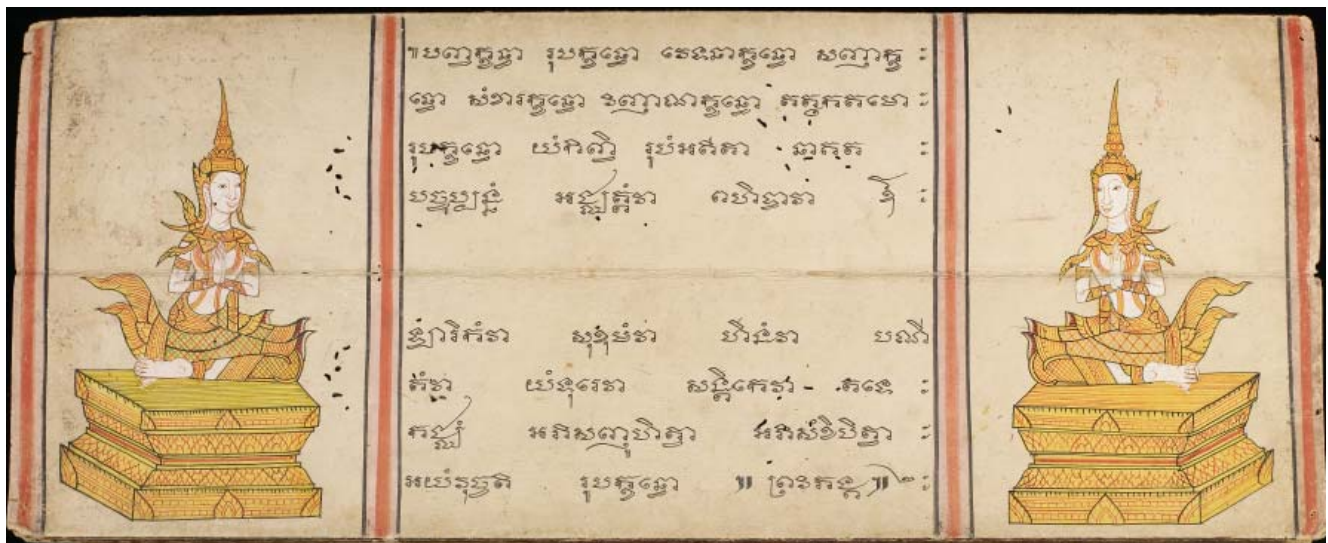 ៕បញ្ចក្ខន្ធា រូបក្ខន្ធោ វេទនាក្ខន្ធោ សញ្ញាក្ខ ៈ
ន្ធោ សំខារក្ខន្ធោ វិញ្ញាណក្ខន្ធោ តត្ថកតមោ ៈ
រូបក្ខន្ធោ យំកិញ្ចិ រូបំអតីតា នាគត ៈ
បច្ចុប្បន្នំ អជ្ឈត្តំវា ពហិទ្ធាវា ឱ ៈ
ឡារិកំវា សុខុមំវា ហីនំវា បណី
តំវា យំទុរេវា សន្តិកេវា តទេ ៈ
កជ្ឈំ អភិសញ្ញុហិត្វា អភិសំខិបិត្វា ៈ
អយំវុច្ចតិ រូបក្ខន្ធោ ៕ ព្រះ ៕ ៈ